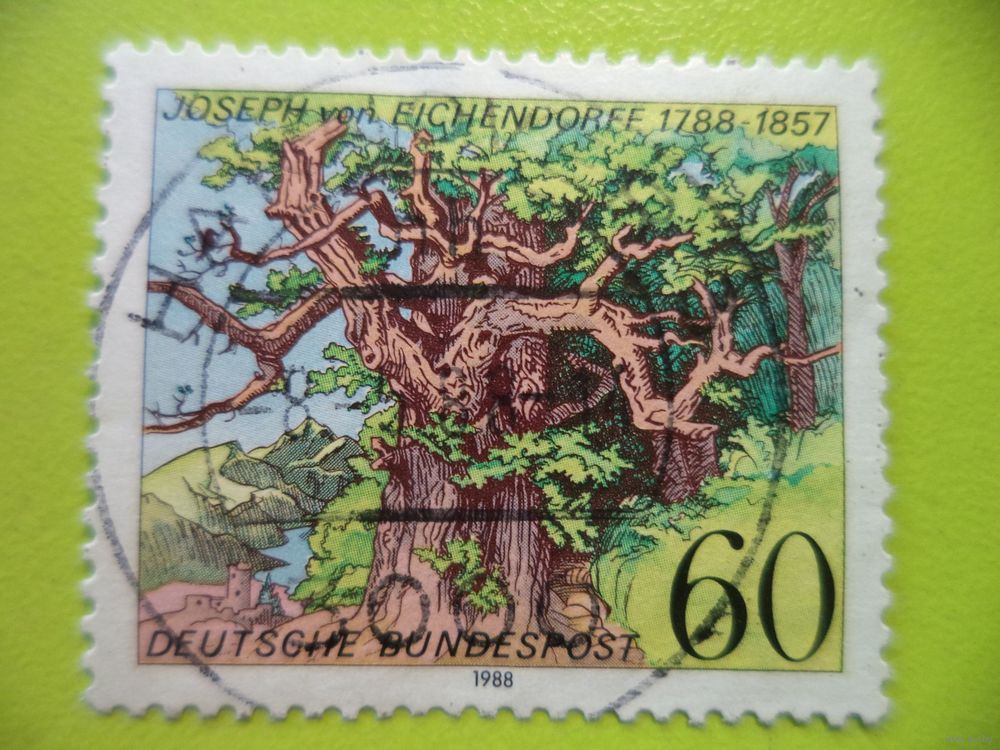 JOSEPH von EICHENDORFF 1788-1857
60
DEUTSCHE BUNDESPOST
1988